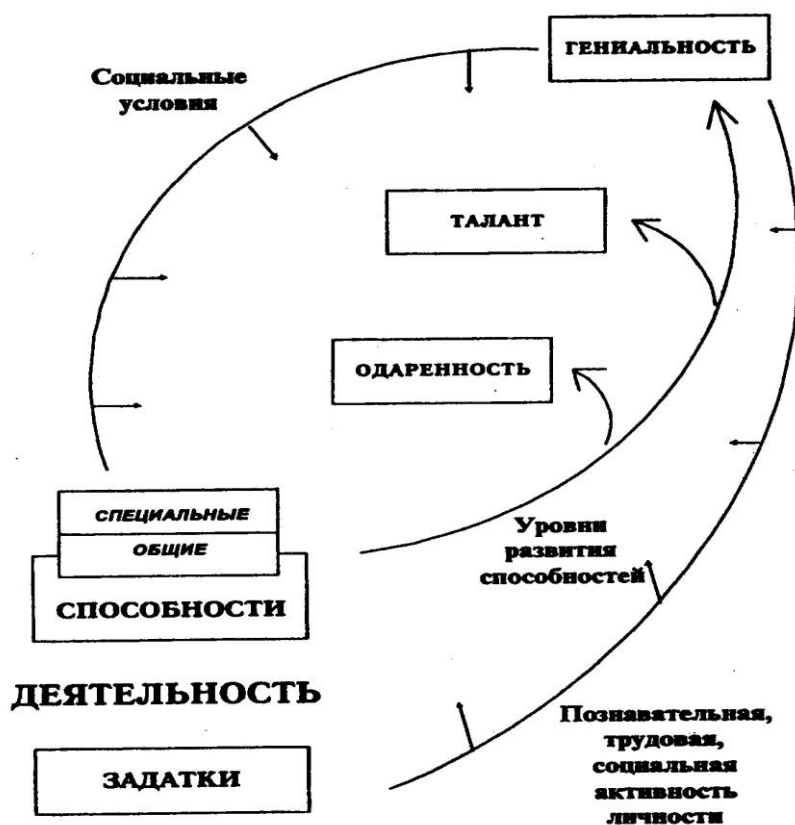 ГЕНИАЛЬНОСТЬ
Социальные
условия
ТАЛАНТ
ОДАРЕННОСТЬ
СПЕЦИАЛЬНЫЕ
ОБЩИЕ
СПОСОБНОСТИ
Уровни
развития
способностей
ДЕЯТЕЛЬНОСТЬ
ЗАДАТКИ
Познавательная,
трудовая,
социальная
активность
личности